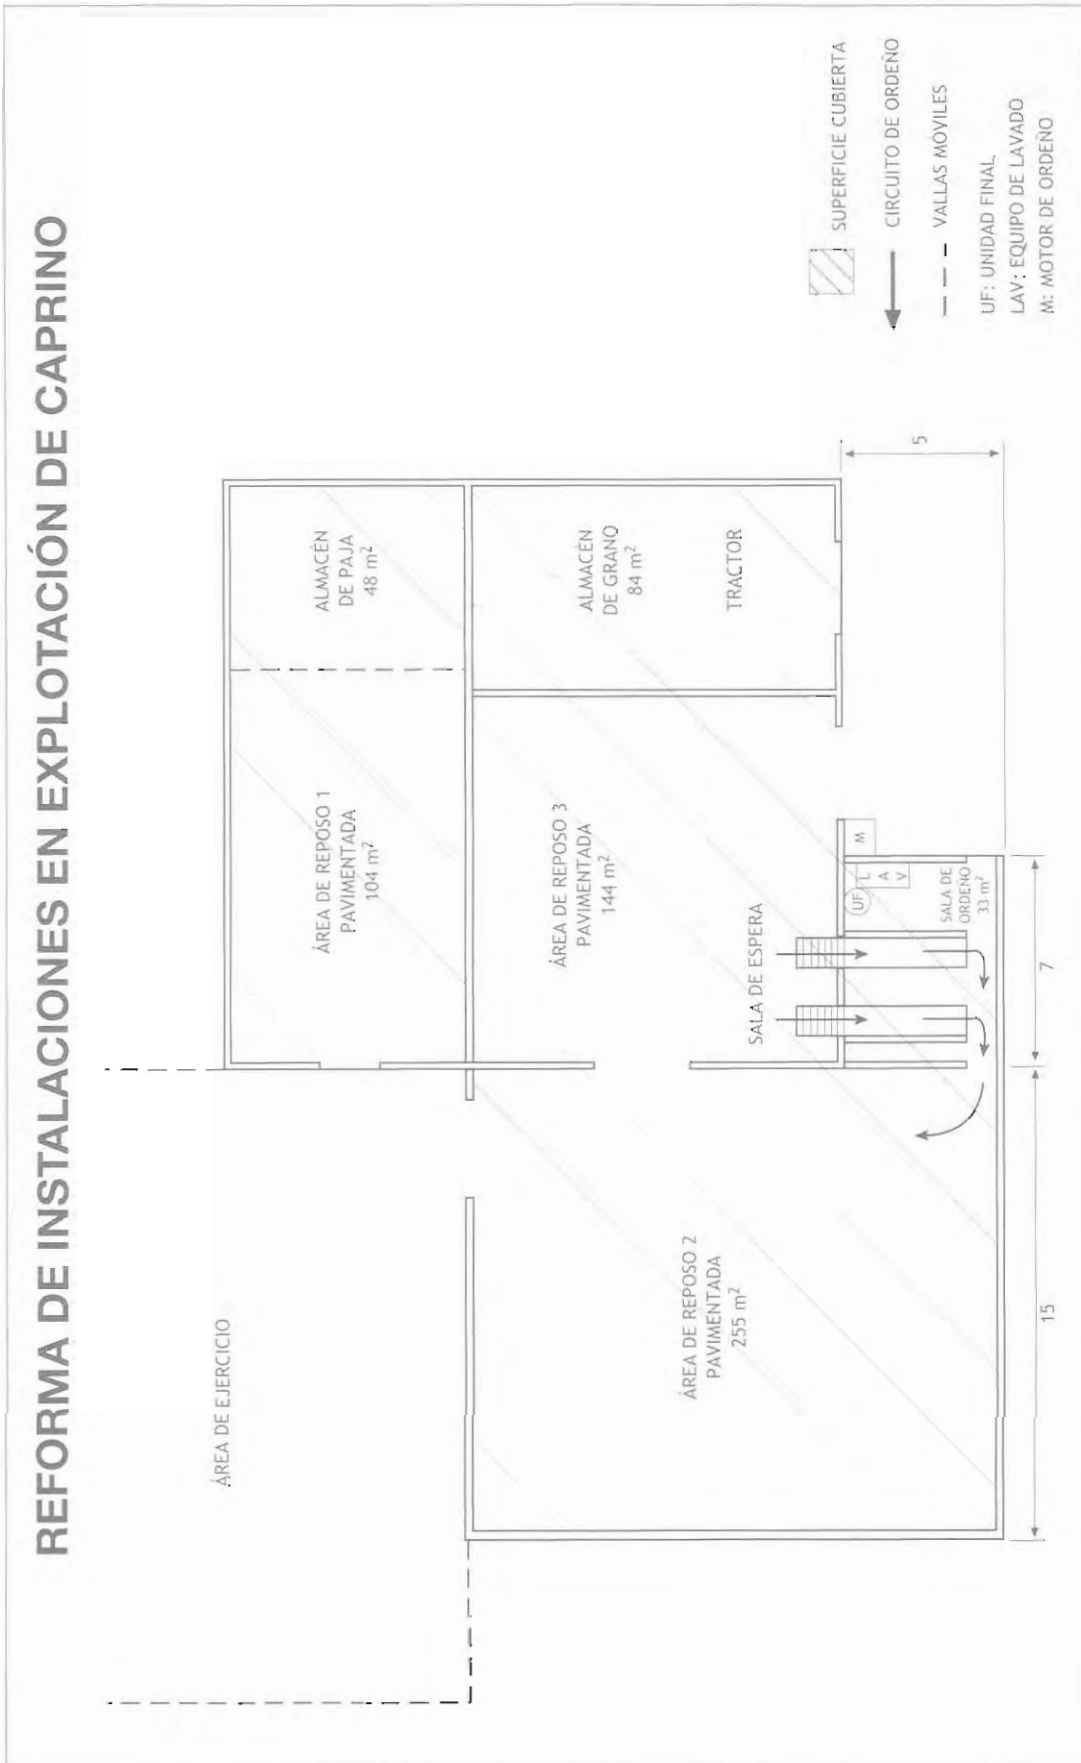 REFORMA DE INSTALACIONES EN EXPLOTACIÓN DE CAPRINO
ÁREA DE EJERCICIO
ÁREA DE REPOSO 1
PAVIMENTADA
104 m²
ALMACÉN
DE PAJA
48 m²
ÁREA DE REPOSO 3
PAVIMENTADA
144 m²
ALMACÉN
DE GRANO
84 m²
TRACTOR
ÁREA DE REPOSO 2
PAVIMENTADA
255 m²
SALA DE ESPERA
UF
L
A
V
M
SALA DE
ORDEÑO
33 m²
15
7
5
SUPERFICIE CUBIERTA
CIRCUITO DE ORDEÑO
VALLAS MÓVILES
UF: UNIDAD FINAL
LAV: EQUIPO DE LAVADO
M: MOTOR DE ORDEÑO